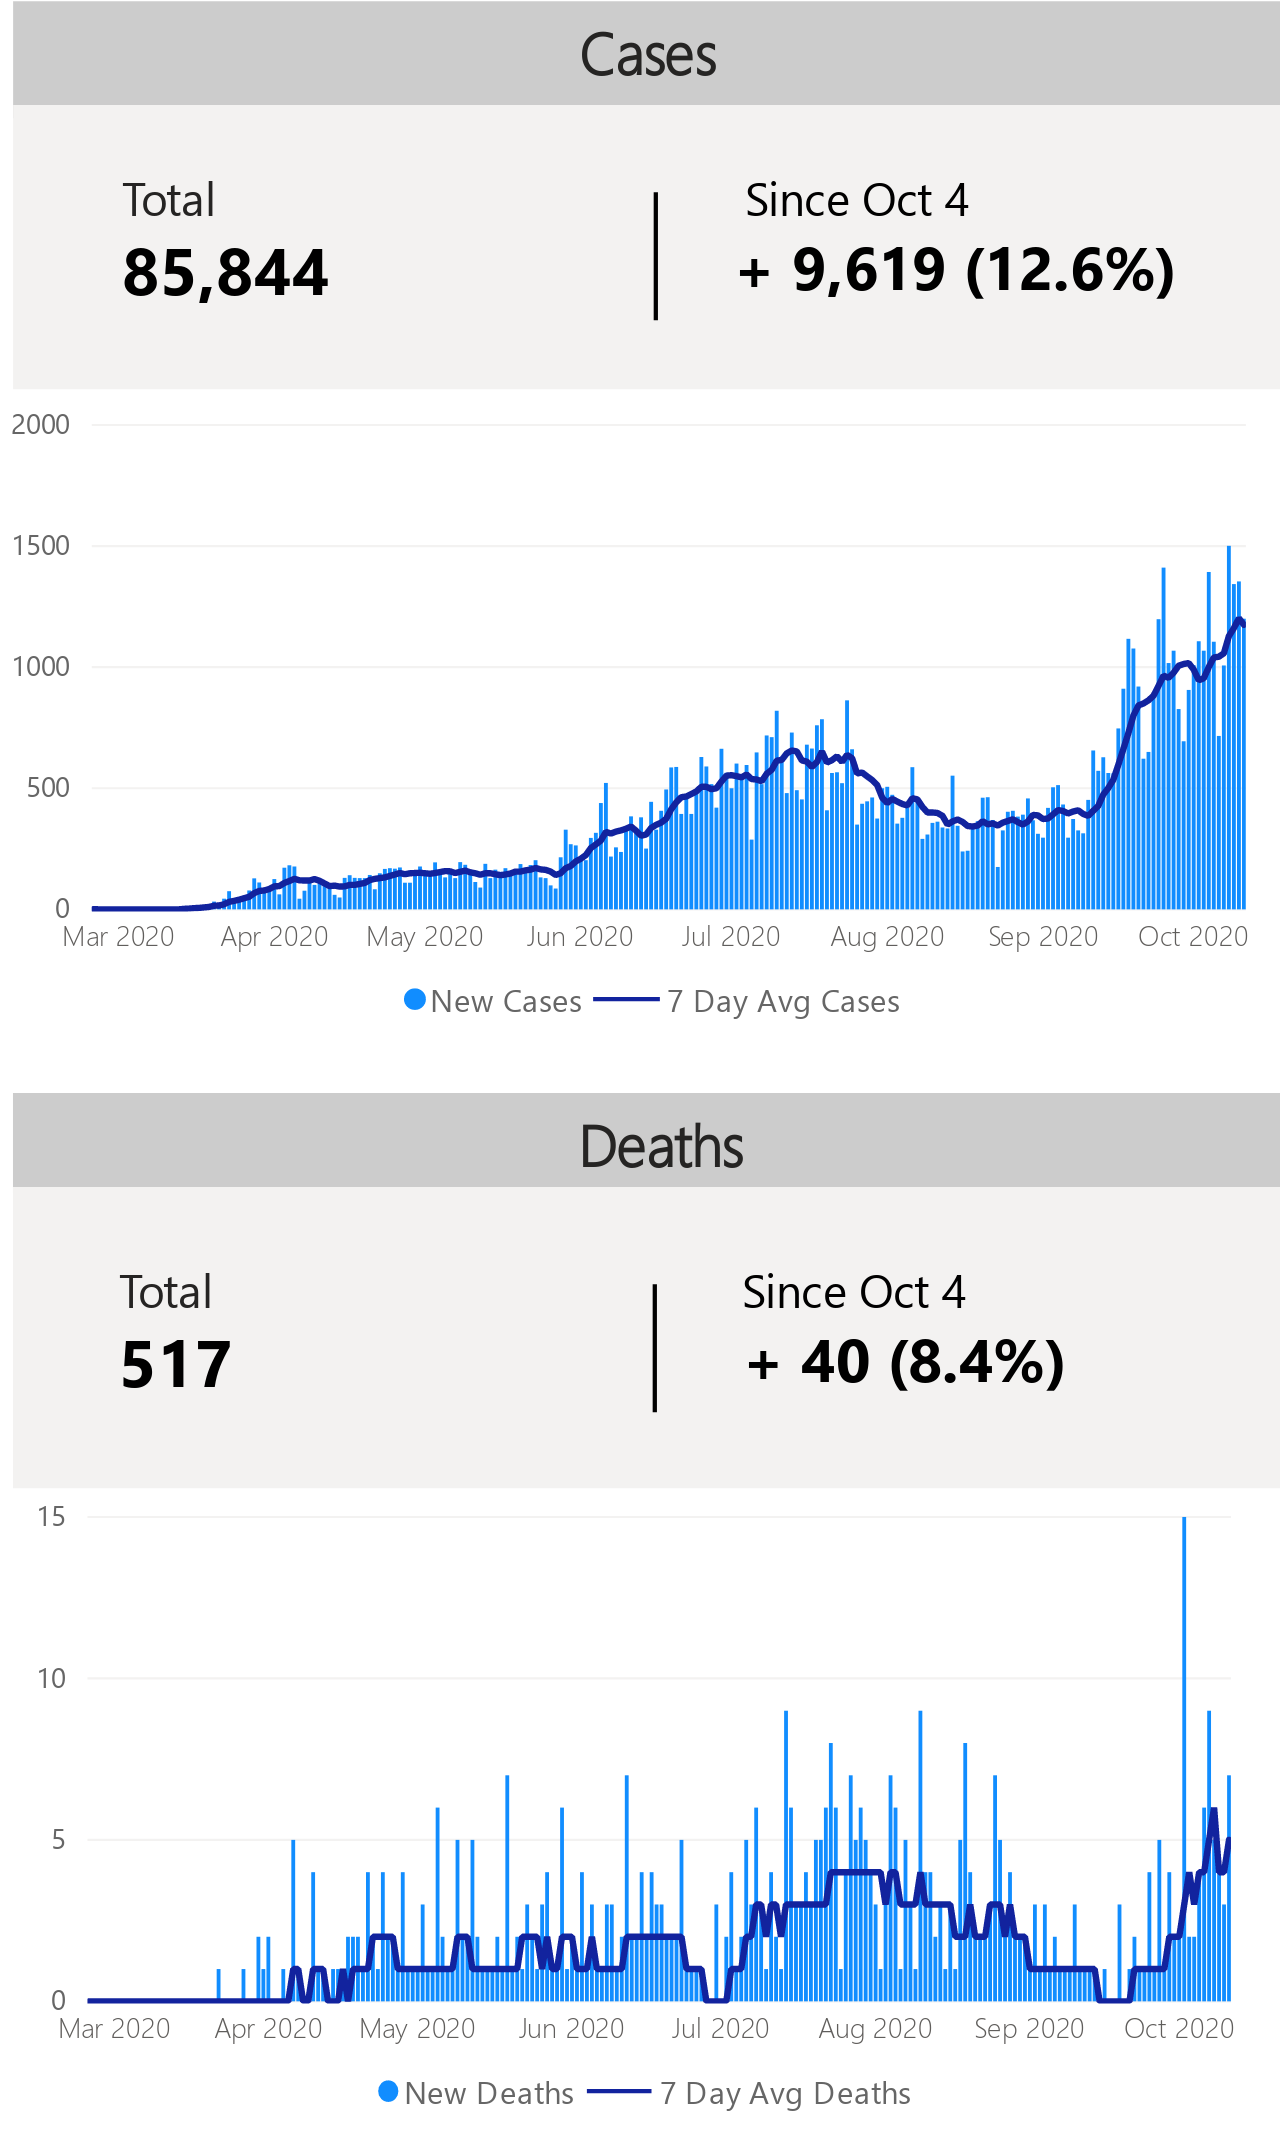 Cases
Total
Since Oct 4
85,844
+ 9,619 (12.6%)
2000
1500
1000
500
0
Mar 2020 Apr 2020 May 2020 Jun 2020 Jul 2020 Aug 2020 Sep 2020 Oct 2020
New Cases 7 Day Avg Cases
Deaths
Total
Since Oct 4
517
+ 40 (8.4%)
15
10
5
0
Mar 2020 Apr 2020 May 2020 Jun 2020 Jul 2020 Aug 2020 Sep 2020 Oct 2020
New Deaths 7 Day Avg Deaths